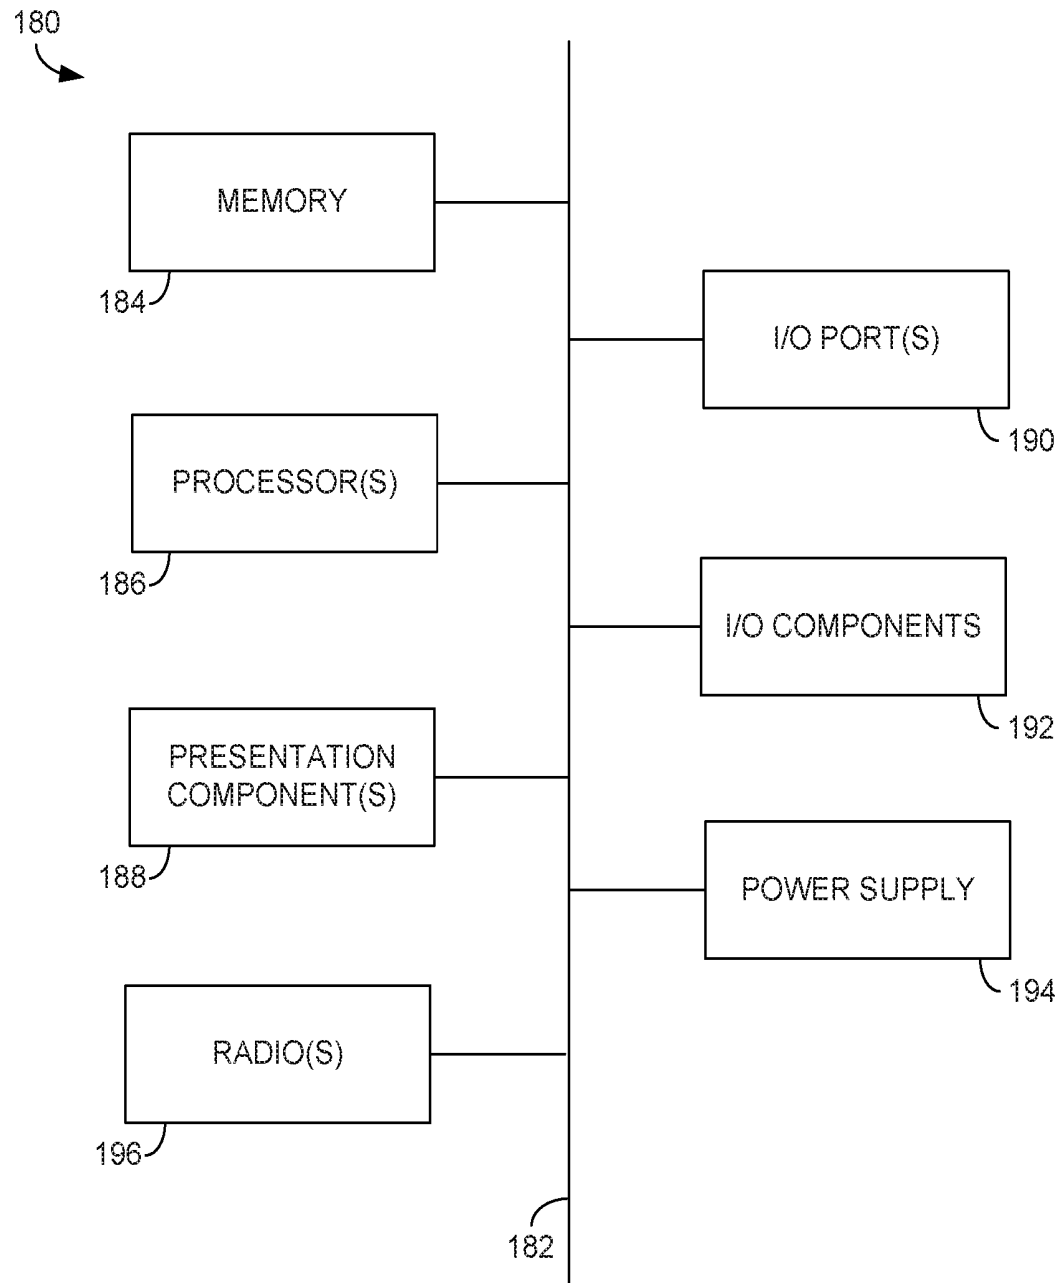 180
MEMORY
184
I/O PORT(S)
190
PROCESSOR(S)
186
I/O COMPONENTS
192
PRESENTATION
COMPONENT(S)
188
POWER SUPPLY
194
RADIO(S)
196
182